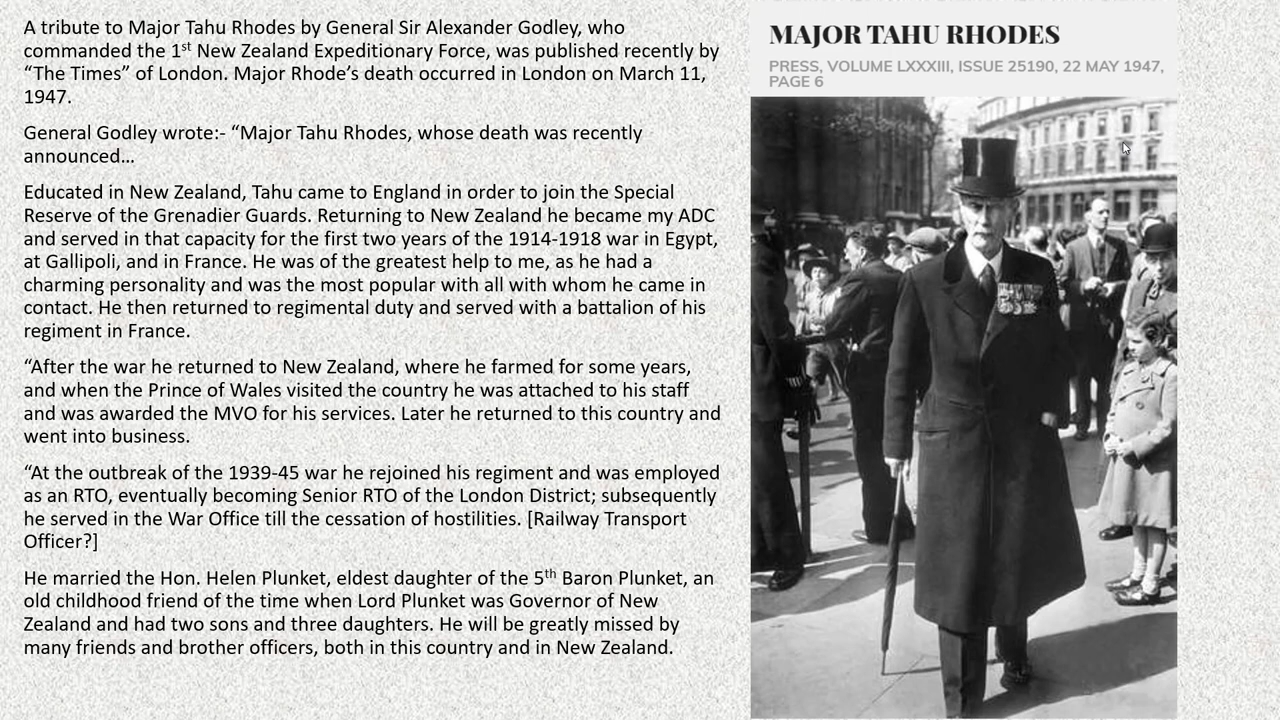 A tribute to Major Tahu Rhodes by General Sir Alexander Godley, who
commanded the 1st New Zealand Expeditionary Force, was published recently by
“The Times” of London. Major Rhode’s death occurred in London on March 11,
1947.
General Godley wrote:- “Major Tahu Rhodes, whose death was recently
announced…
Educated in New Zealand, Tahu came to England in order to join the Special
Reserve of the Grenadier Guards. Returning to New Zealand he became my ADC
and served in that capacity for the first two years of the 1914-1918 war in Egypt,
at Gallipoli, and in France. He was of the greatest help to me, as he had a
charming personality and was the most popular with all with whom he came in
contact. He then returned to regimental duty and served with a battalion of his
regiment in France.
“After the war he returned to New Zealand, where he farmed for some years,
and when the Prince of Wales visited the country he was attached to his staff
and was awarded the MVO for his services. Later he returned to this country and
went into business.
“At the outbreak of the 1939-45 war he rejoined his regiment and was employed
as an RTO, eventually becoming Senior RTO of the London District; subsequently
he served in the War Office till the cessation of hostilities. [Railway Transport
Officer?]
He married the Hon. Helen Plunket, eldest daughter of the 5th Baron Plunket, an
old childhood friend of the time when Lord Plunket was Governor of New
Zealand and had two sons and three daughters. He will be greatly missed by
many friends and brother officers, both in this country and in New Zealand.
MAJOR TAHU RHODES
PRESS, VOLUME LXXXIII, ISSUE 25190, 22 MAY 1947,
PAGE 6